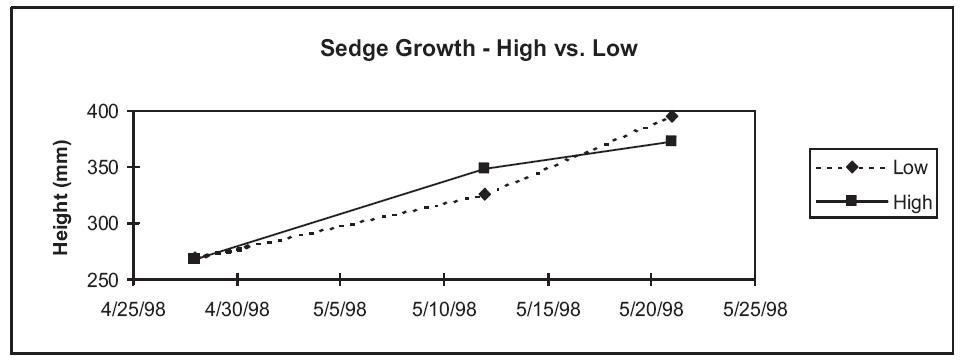 Sedge Growth - High vs. Low
400
350
300
250
Height (mm)
4/25/98 4/30/98 5/5/98 5/10/98 5/15/98 5/20/98 5/25/98
Low
High